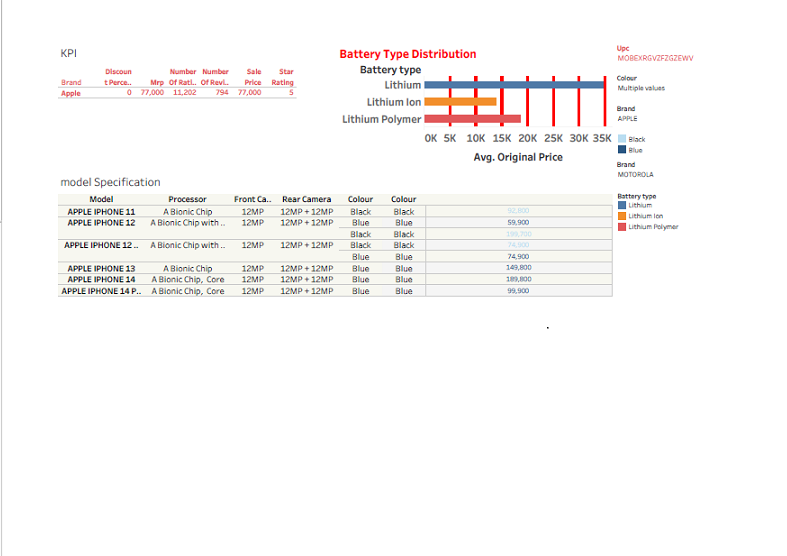 KPI
Discoun Number Number Sale Star
Brand t Perce.. Mrp Of Rati.. Of Revi.. Price Rating
Apple 0 77,000 11,202 794 77,000 5
Battery Type Distribution
Battery type
Lithium
Lithium Ion
Lithium Polymer
0K 5K 10K 15K 20K 25K 30K 35K
Avg. Original Price
Upc
MOBEXRGVZFZGZEWV
Colour
Multiple values
Brand
APPLE
Black
Blue
Brand
MOTOROLA
Battery type
Lithium
Lithium Ion
Lithium Polymer
model Specification
Model Processor Front Ca.. Rear Camera Colour Colour
APPLE IPHONE 11 A Bionic Chip 12MP 12MP + 12MP Black Black 92,800
APPLE IPHONE 12 A Bionic Chip with .. 12MP 12MP + 12MP Blue Blue 59,900
Black Black
APPLE IPHONE 12 .. A Bionic Chip with .. 12MP 12MP + 12MP Black Black 74,900
Blue Blue 74,900
APPLE IPHONE 13 A Bionic Chip 12MP 12MP + 12MP Blue Blue 149,800
APPLE IPHONE 14 A Bionic Chip, Core 12MP 12MP + 12MP Blue Blue 189,800
APPLE IPHONE 14 P.. A Bionic Chip, Core 12MP 12MP + 12MP Blue Blue 99,900